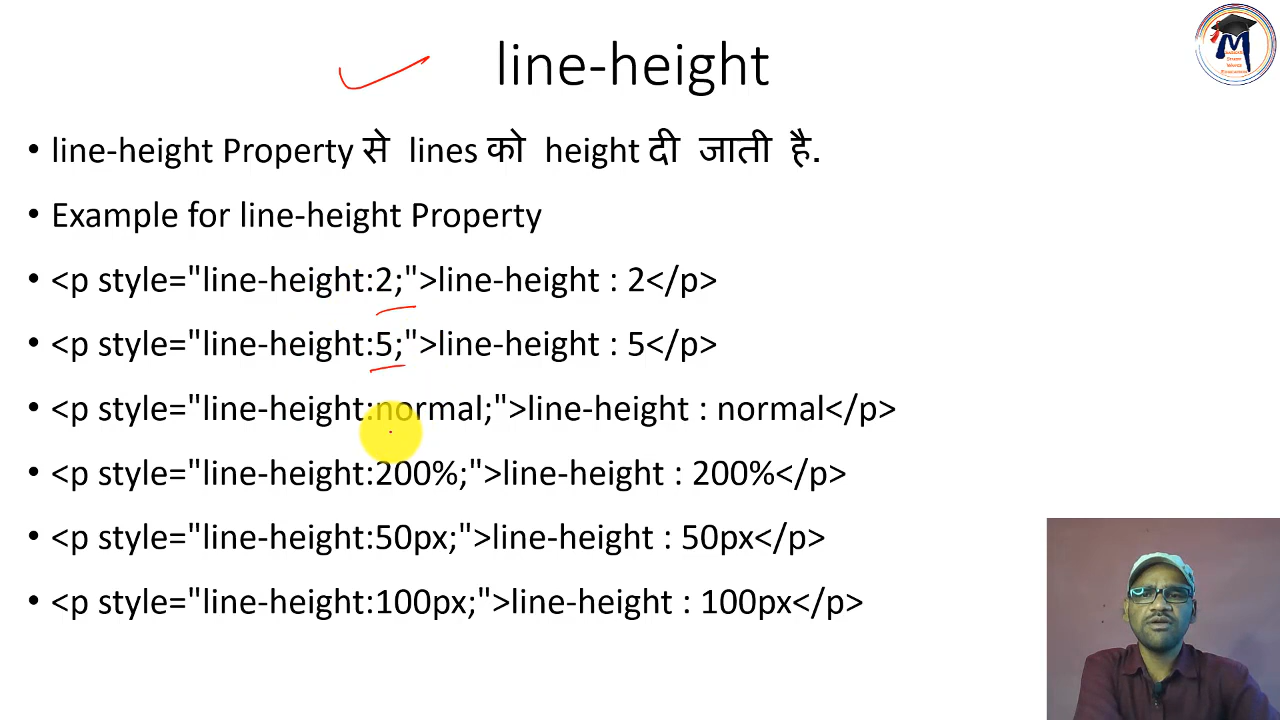 line-height
• line-height Property से lines को height दी जाती है.
• Example for line-height Property
• <p style="line-height:2;">line-height : 2</p>
• <p style="line-height:5;">line-height : 5</p>
• <p style="line-height:normal;">line-height : normal</p>
• <p style="line-height:200%;">line-height : 200%</p>
• <p style="line-height:50px;">line-height : 50px</p>
• <p style="line-height:100px;">line-height : 100px</p>